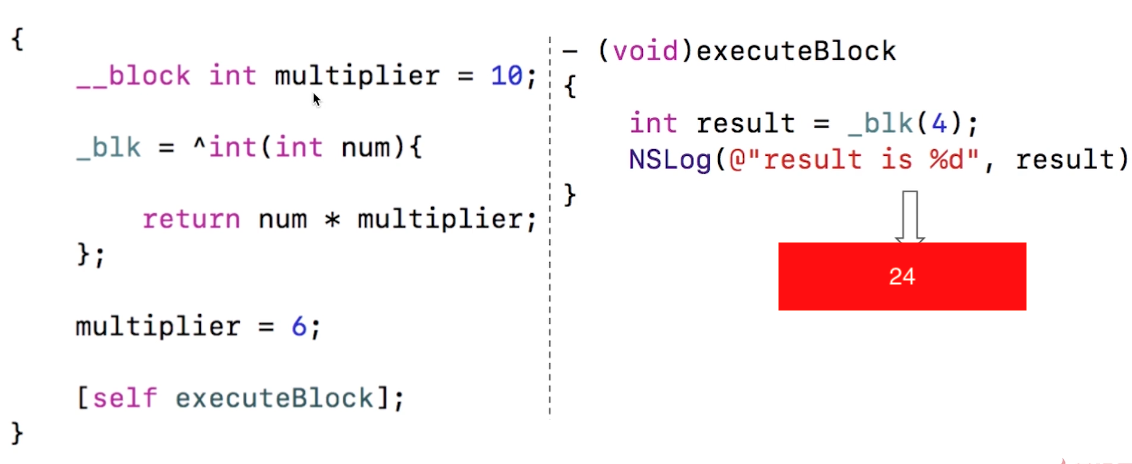 {
__block int multiplier = 10;
_blk = ^int(int num){
return num * multiplier;
};
multiplier = 6;
[self executeBlock];
}
- (void)executeBlock
{
int result = _blk(4);
NSLog(@"result is %d", result)
}
24